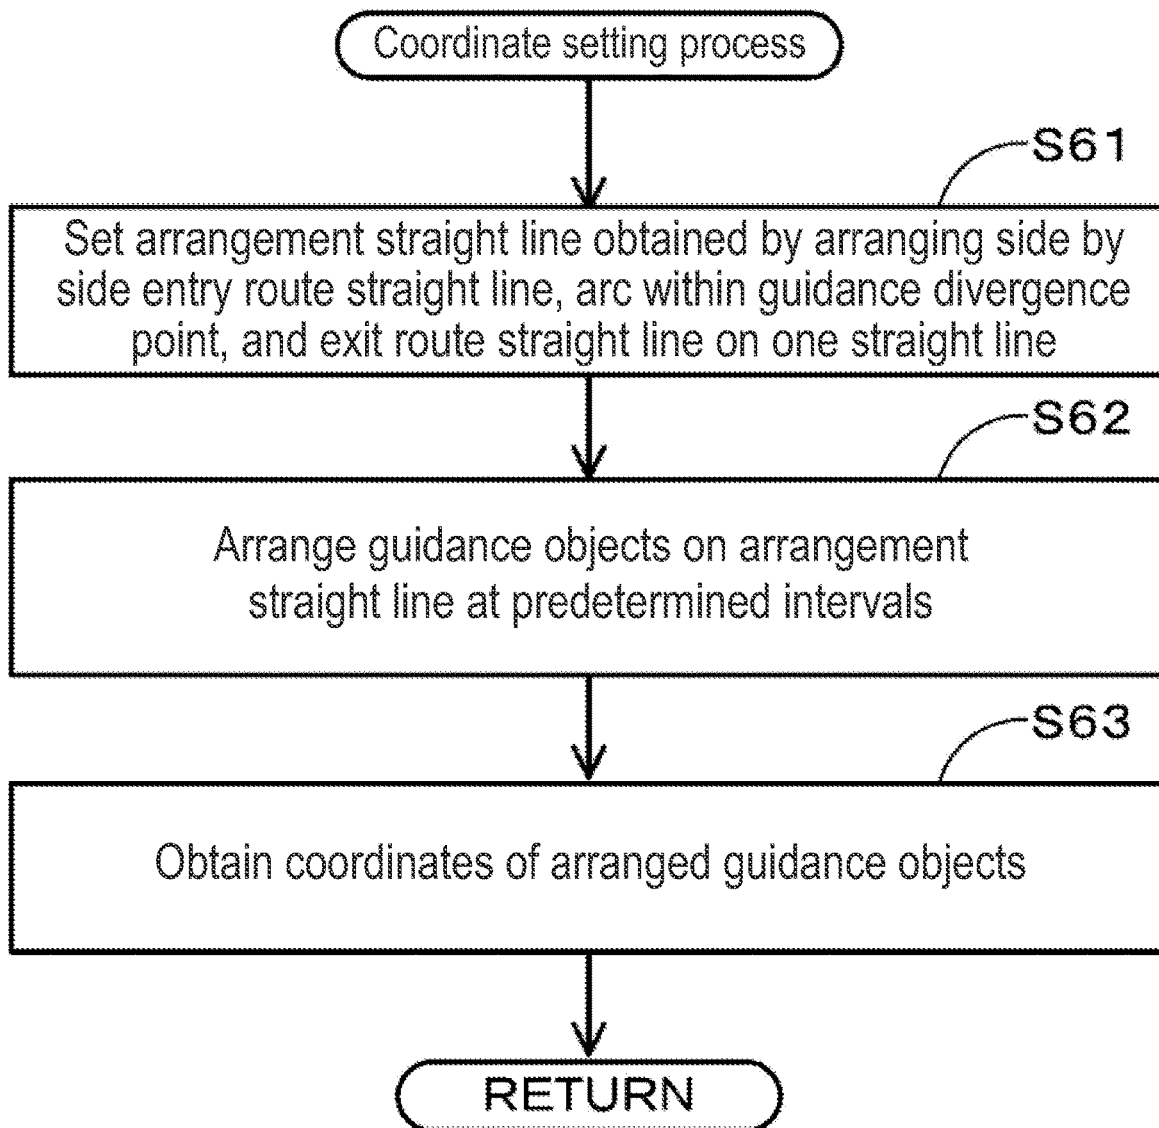 Coordinate setting process
S61
Set arrangement straight line obtained by arranging side by
side entry route straight line, arc within guidance divergence
point, and exit route straight line on one straight line
S62
Arrange guidance objects on arrangement
straight line at predetermined intervals
S63
Obtain coordinates of arranged guidance objects
RETURN